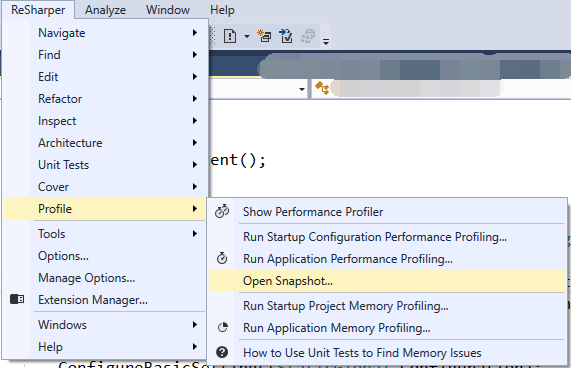 ReSharper Analyze Window Help
Navigate
Find
Edit
Refactor
Inspect
Architecture
Unit Tests
ent();
Cover
Profile
Show Performance Profiler
Run Startup Configuration Performance Profiling...
Tools
Run Application Performance Profiling...
Options...
Open Snapshot...
Manage Options...
Extension Manager...
Run Startup Project Memory Profiling...
Windows
Run Application Memory Profiling...
Help
How to Use Unit Tests to Find Memory Issues